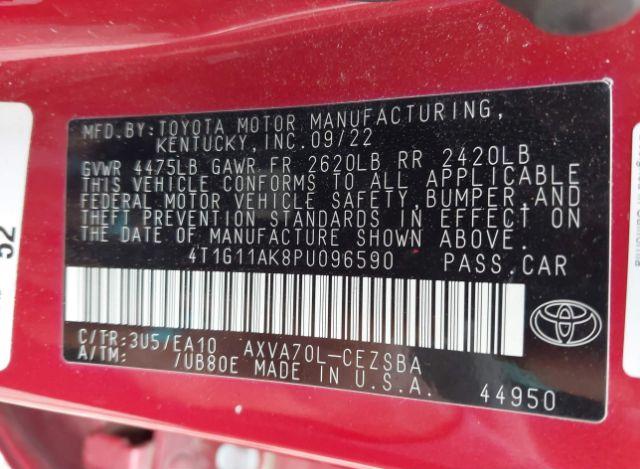 MFD. BY: TOYOTA MOTOR MANUFACTURING,
KENTUCKY, INC. 09/22
GVWR 4475LB GAWR FR 2620LB RR 2420LB
THIS VEHICLE CONFORMS TO ALL APPLICABLE
FEDERAL MOTOR VEHICLE SAFETY, BUMPER, AND
THEFT PREVENTION STANDARDS IN EFFECT ON
THE DATE OF MANUFACTURE SHOWN ABOVE.
4T1G11AK8PU096590 PASS.CAR
C/TR:3U5/EA10 AXVA70L-CEZSBA
A/TM: /UB80E MADE IN U.S.A.
44950
52